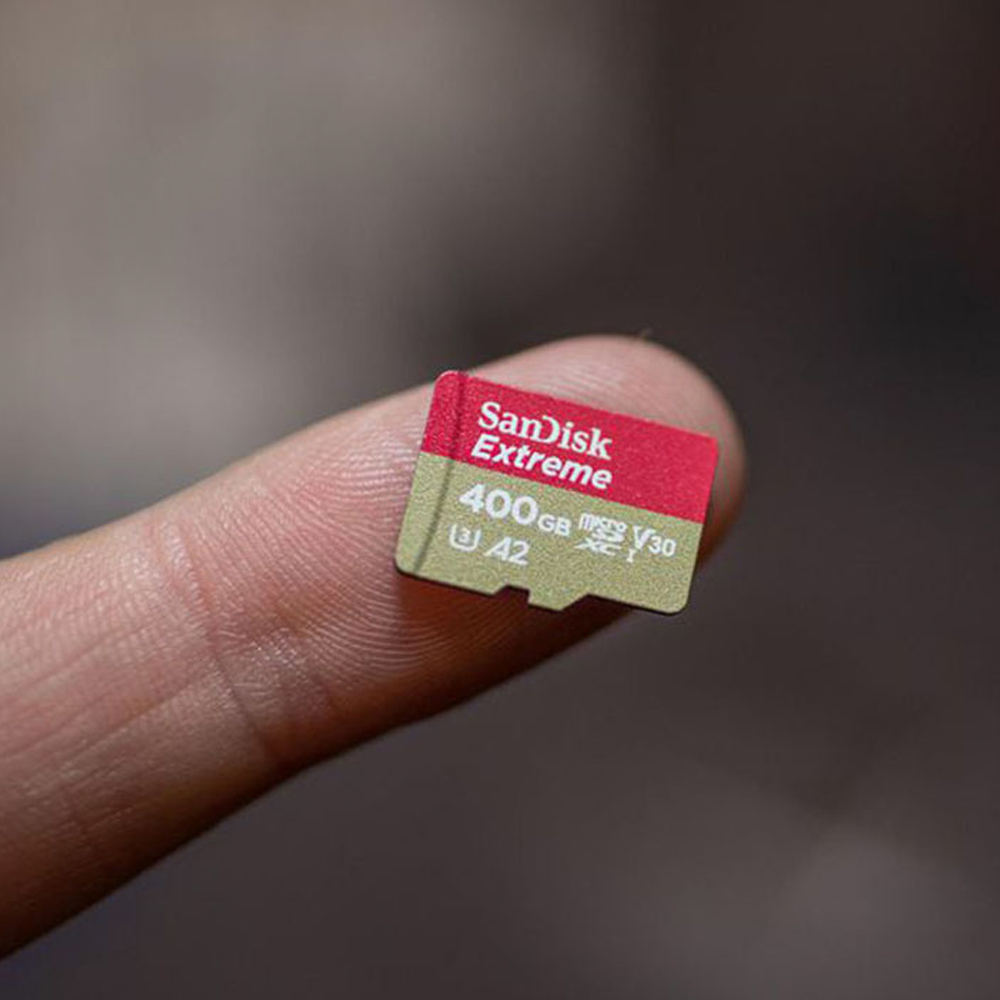 SanDisk
Extreme
400GB micro SD XC I V30
U3 A2